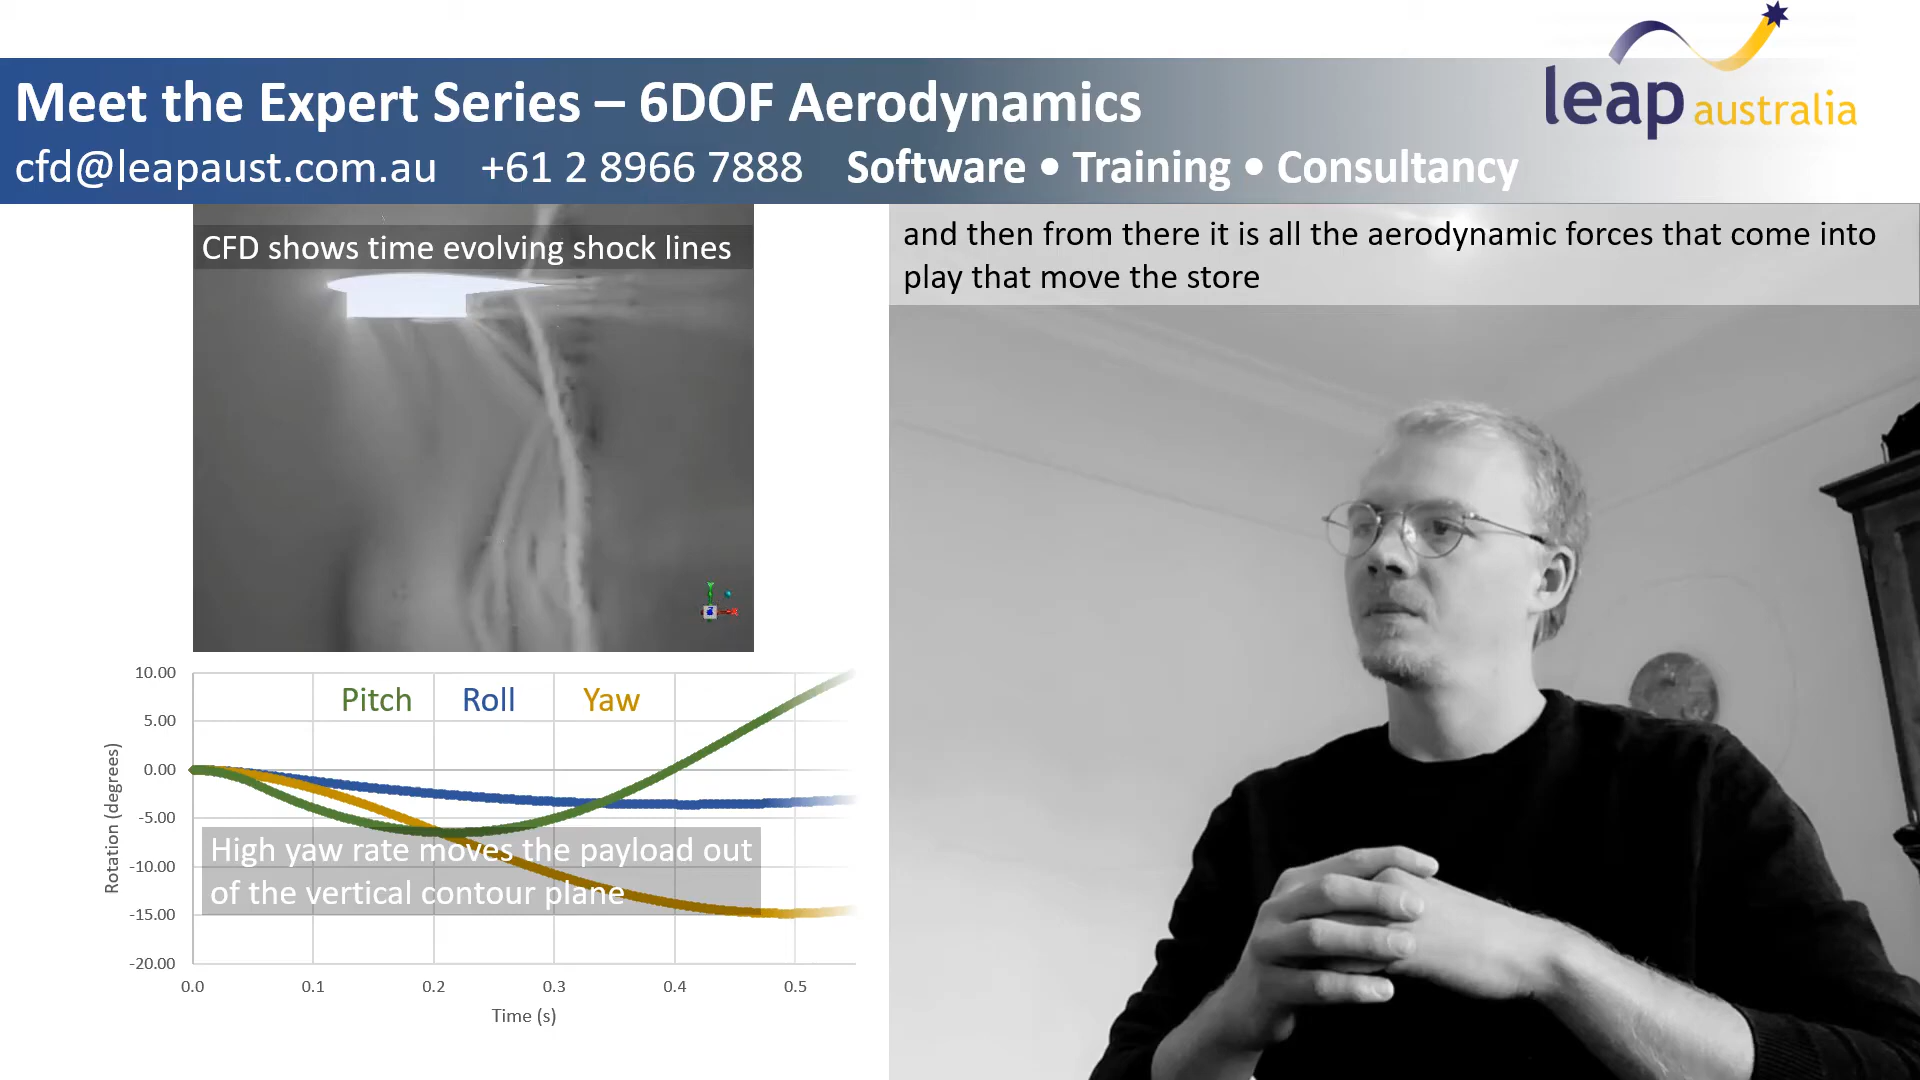 leap australia
Meet the Expert Series – 6DOF Aerodynamics
cfd@leapaust.com.au +61 2 8966 7888 Software • Training • Consultancy
CFD shows time evolving shock lines
and then from there it is all the aerodynamic forces that come into
play that move the store
10.00
5.00
0.00
-5.00
-10.00
-15.00
-20.00
Rotation (degrees)
Pitch Roll Yaw
High yaw rate moves the payload out
of the vertical contour plane
0.0 0.1 0.2 0.3 0.4 0.5
Time (s)